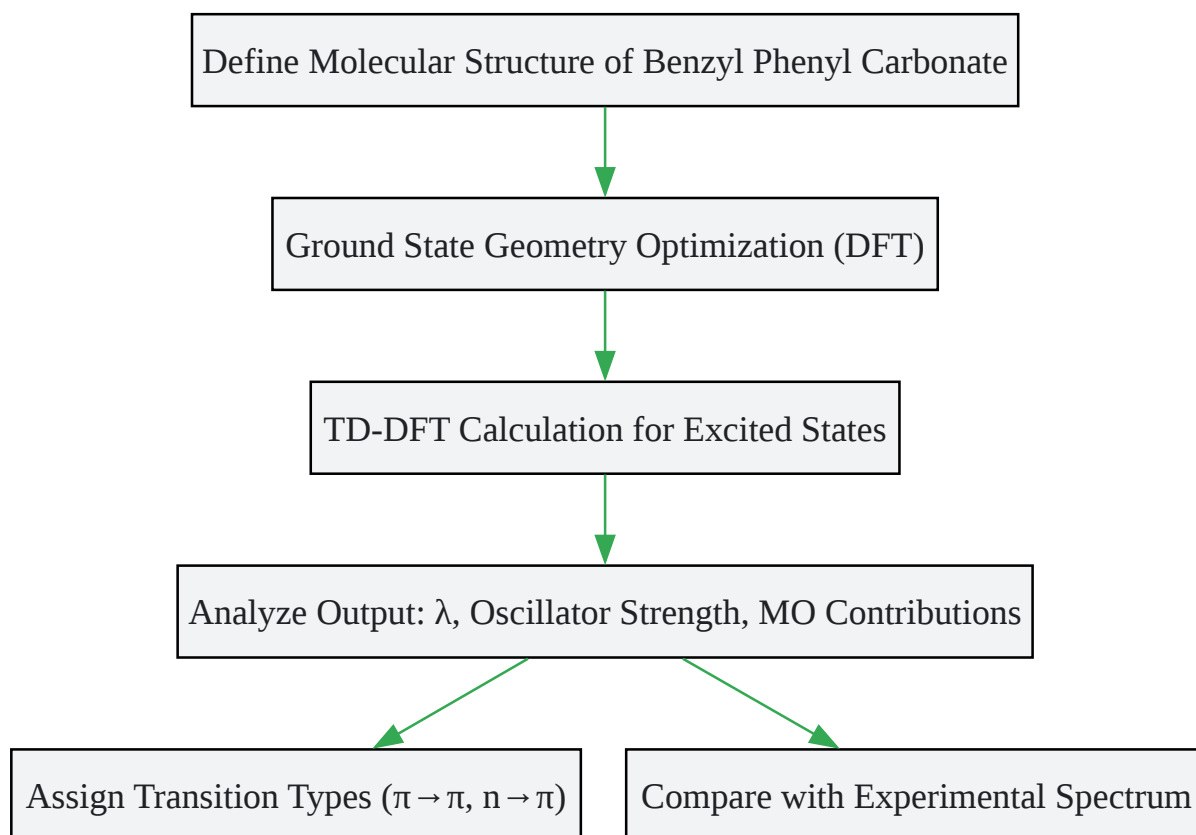 Define Molecular Structure of Benzyl Phenyl Carbonate
Ground State Geometry Optimization (DFT)
TD-DFT Calculation for Excited States
Analyze Output: λ, Oscillator Strength, MO Contributions
Assign Transition Types (π→π, n→π)
Compare with Experimental Spectrum